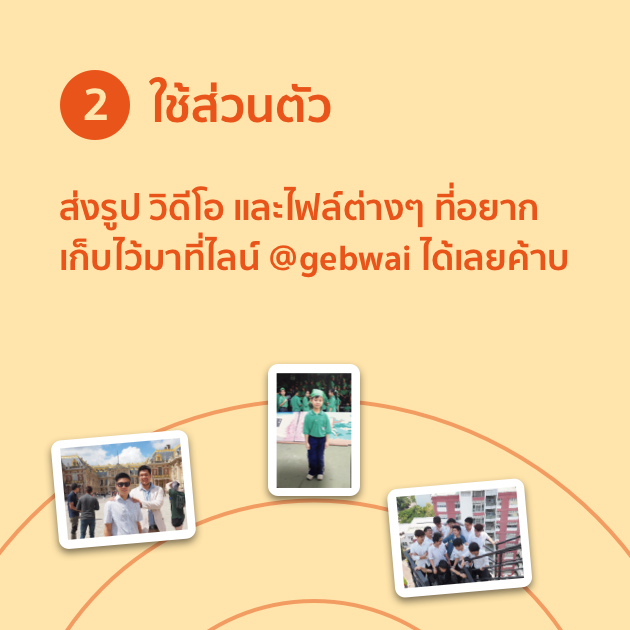 2 ใช้ส่วนตัว
ส่งรูป วิดีโอ และไฟล์ต่างๆ ที่อยาก
เก็บไว้มาที่ไลน์ @gebwai ได้เลยค้าบ